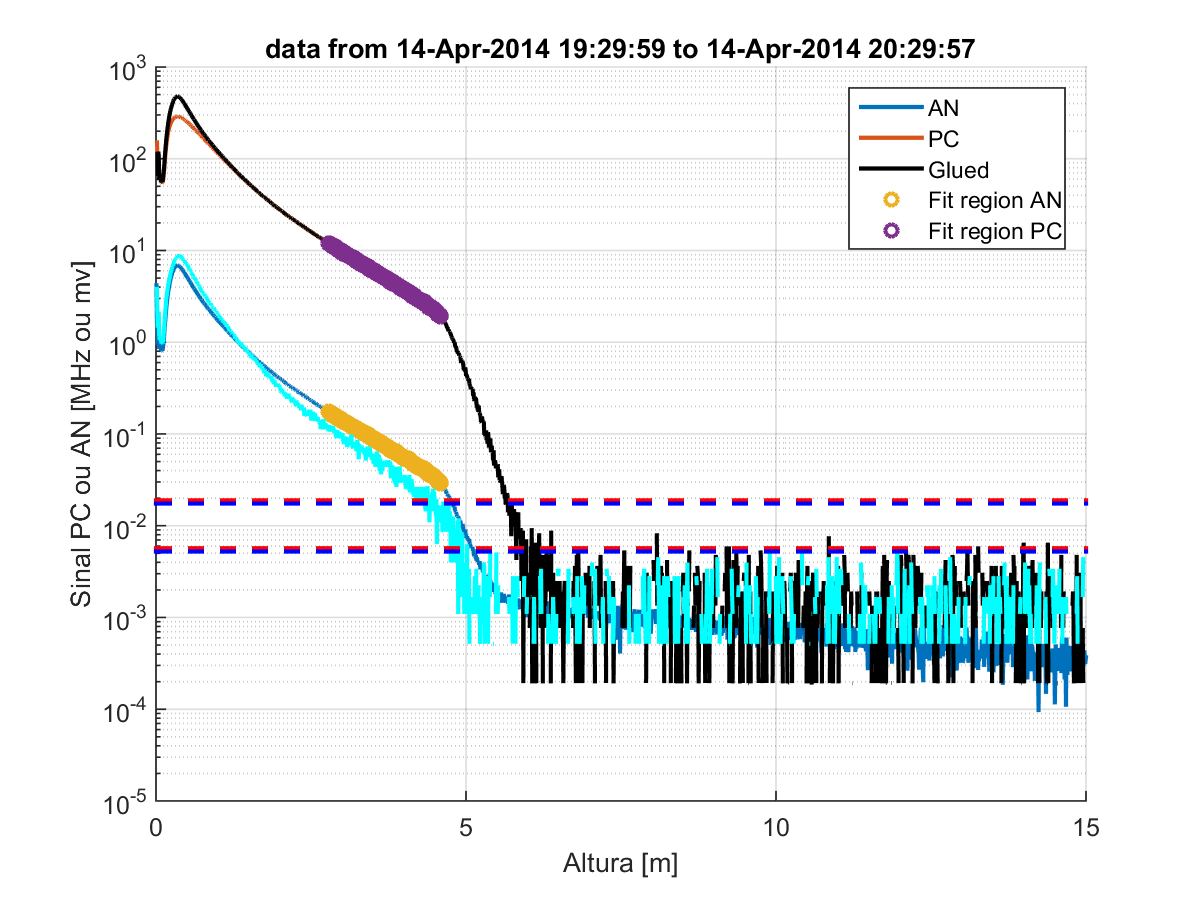 data from 14-Apr-2014 19:29:59 to 14-Apr-2014 20:29:57
10^3
10^2
10^1
10^0
10^-1
10^-2
10^-3
10^-4
10^-5
Sinal PC ou AN [MHz ou mv]
AN
PC
Glued
Fit region AN
Fit region PC
0
5
10
15
Altura [m]